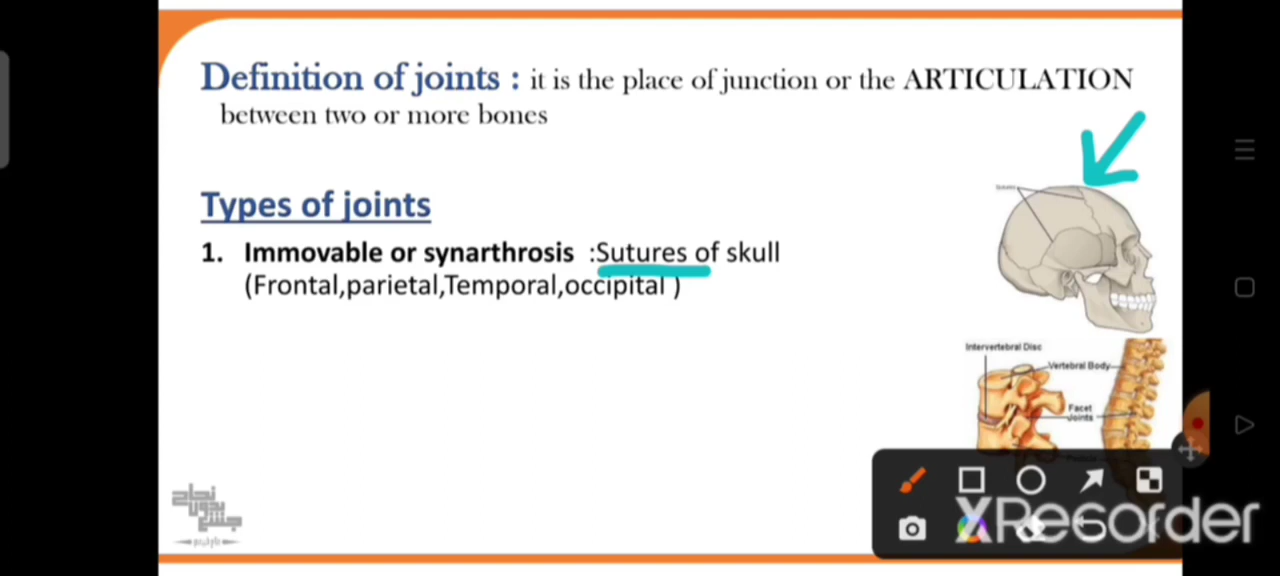 Definition of joints : it is the place of junction or the ARTICULATION
between two or more bones
Types of joints
1. Immovable or synarthrosis :Sutures of skull
(Frontal,parietal,Temporal,occipital )
Intervertebral Disc
Vertebral Body
Facet
Joints
نجاح
بدون
XRecorder